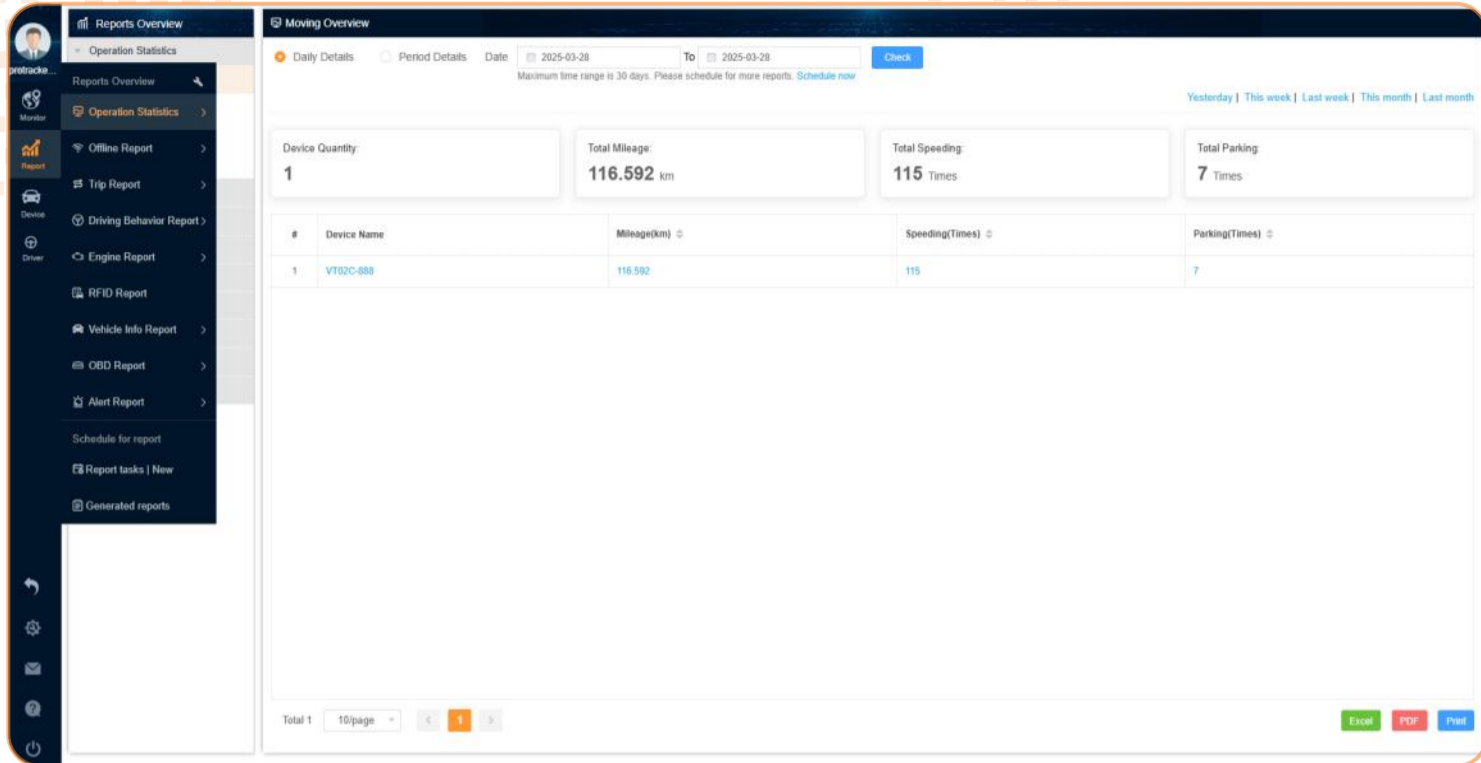 protracke...
Monitor
Report
Device
Driver
Reports Overview
Operation Statistics
Reports Overview
Operation Statistics
Offline Report
Trip Report
Driving Behavior Report
Engine Report
RFID Report
Vehicle Info Report
OBD Report
Alert Report
Schedule for report
Report tasks | New
Generated reports
Moving Overview
Daily Details Period Details Date 2025-03-28 To 2025-03-28 Check
Maximum time range is 30 days. Please schedule for more reports. Schedule now
Yesterday | This week | Last week | This month | Last month
Device Quantity: Total Mileage: Total Speeding: Total Parking:
1 116.592 km 115 Times 7 Times
# Device Name Mileage(km) Speeding(Times) Parking(Times)
1 VT02C-888 116.592 115 7
Total 1 10/page < 1 > Excel PDF Print